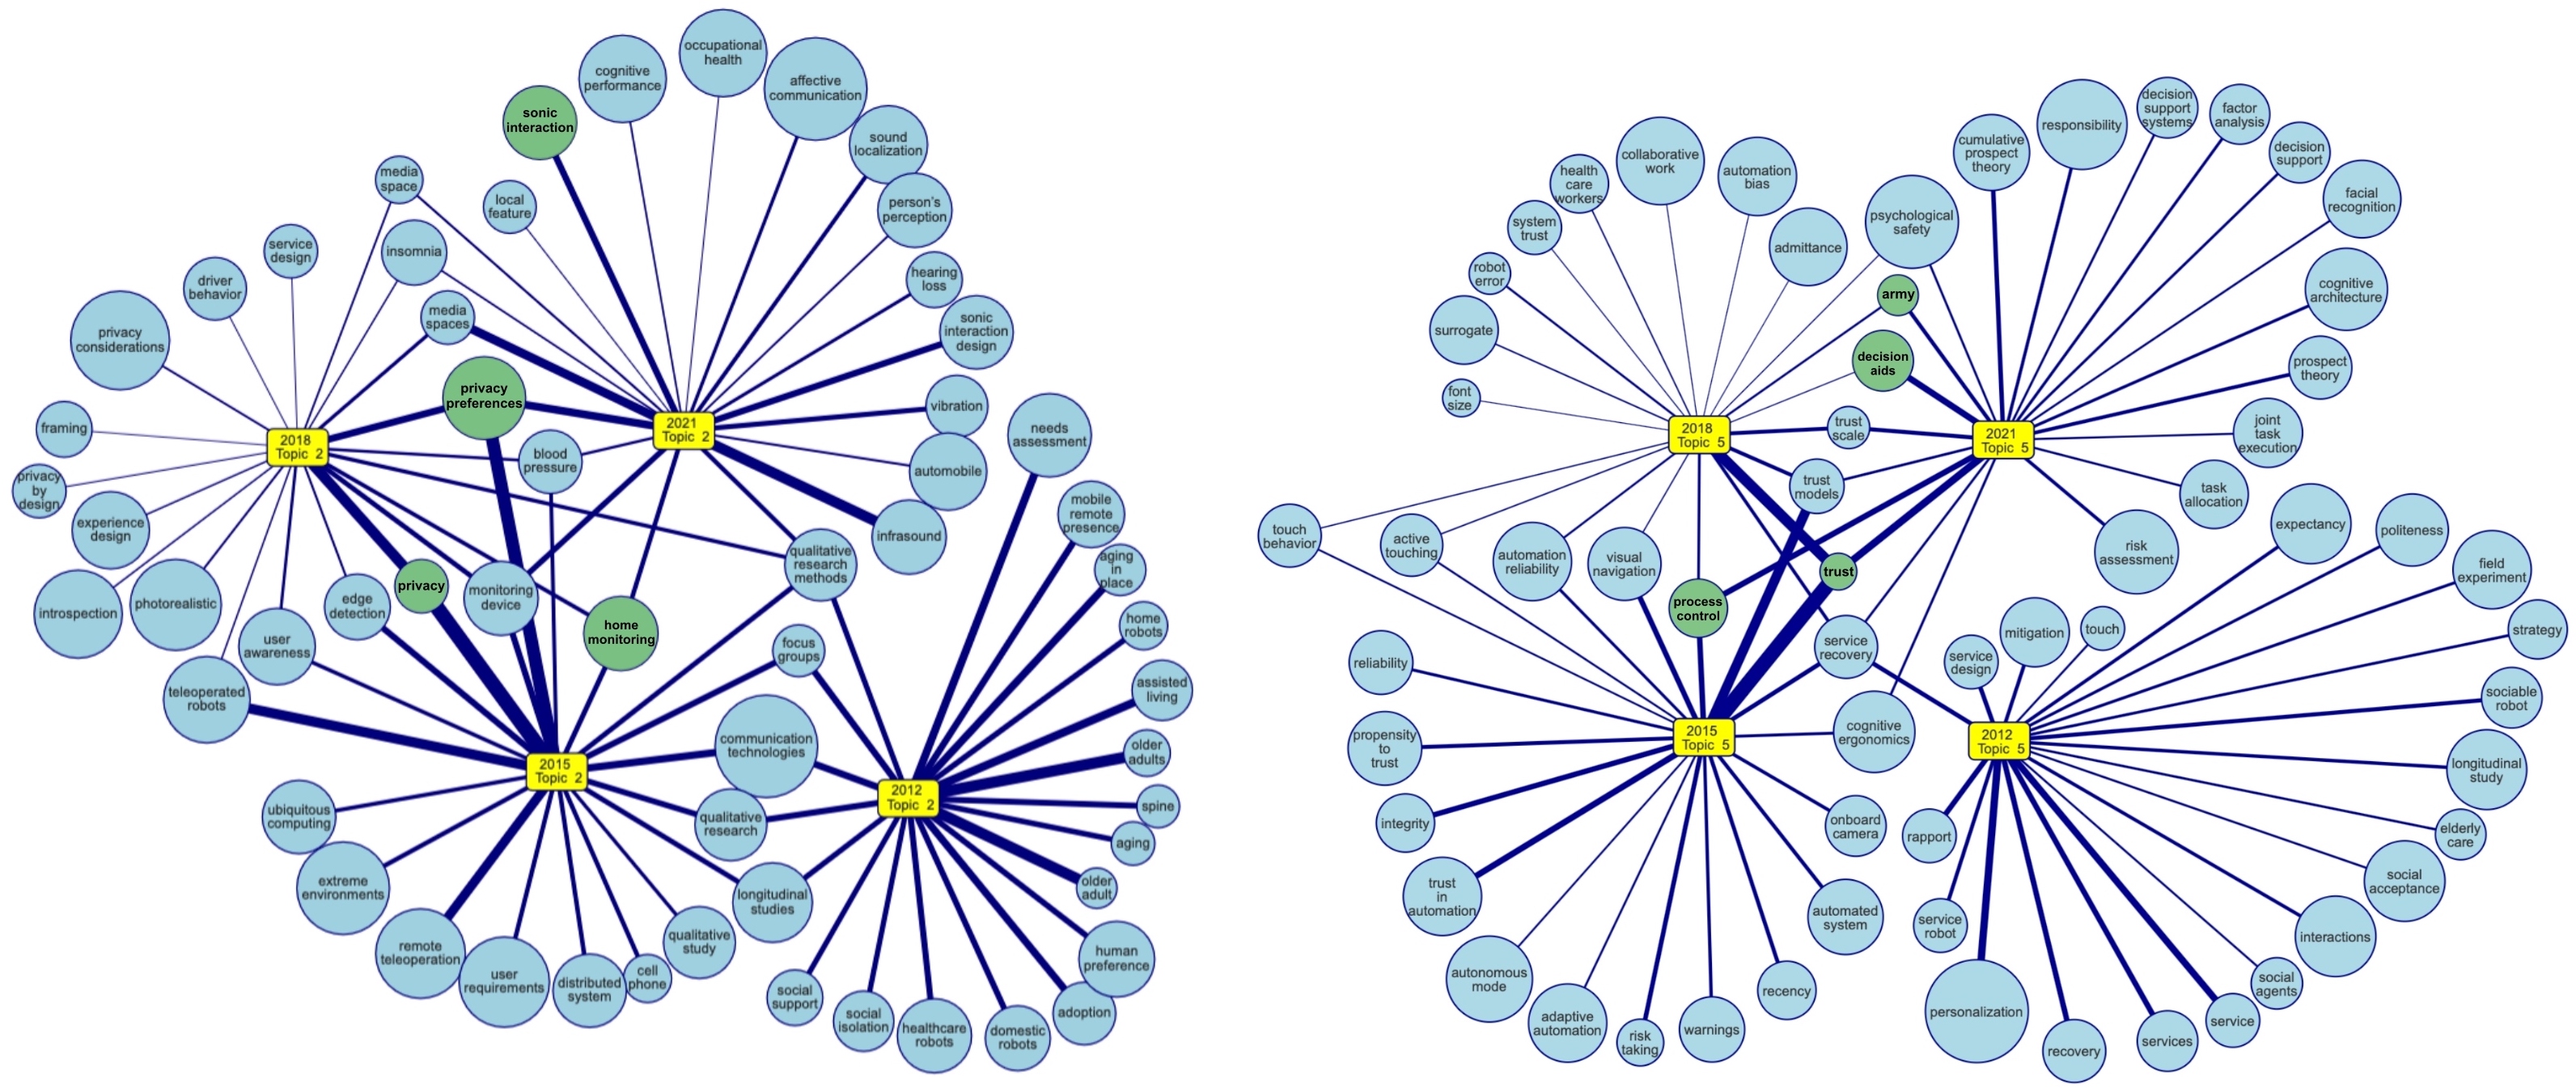 occupational
health
cognitive
performance
affective
communication
sonic
interaction
sound
localization
media
space
local
feature
person's
perception
service
design
insomnia
hearing
loss
driver
behavior
media
spaces
sonic
interaction
design
privacy
considerations
privacy
preferences
vibration
framing
2018
Topic 2
2021
Topic 2
needs
assessment
blood
pressure
automobile
privacy
by
design
experience
design
mobile
remote
presence
infrasound
qualitative
research
methods
aging
in
place
introspection
photorealistic
edge
detection
privacy
monitoring
device
home
monitoring
home
robots
user
awareness
focus
groups
teleoperated
robots
assisted
living
communication
technologies
older
adults
2015
Topic 2
2012
Topic 2
ubiquitous
computing
qualitative
research
spine
aging
extreme
environments
longitudinal
studies
older
adult
remote
teleoperation
qualitative
study
human
preference
user
requirements
distributed
system
cell
phone
social
support
social
isolation
healthcare
robots
domestic
robots
adoption
decision
support
systems
factor
analysis
responsibility
cumulative
prospect
theory
decision
support
collaborative
work
automation
bias
health
care
workers
facial
recognition
system
trust
psychological
safety
admittance
robot
error
army
cognitive
architecture
surrogate
decision
aids
prospect
theory
font
size
trust
scale
2018
Topic 5
2021
Topic 5
joint
task
execution
trust
models
task
allocation
touch
behavior
active
touching
automation
reliability
visual
navigation
trust
risk
assessment
expectancy
politeness
field
experiment
process
control
service
recovery
reliability
service
design
mitigation
touch
strategy
sociable
robot
propensity
to
trust
2015
Topic 5
cognitive
ergonomics
2012
Topic 5
longitudinal
study
integrity
onboard
camera
rapport
elderly
care
trust
in
automation
automated
system
service
robot
social
acceptance
interactions
autonomous
mode
adaptive
automation
risk
taking
warnings
recency
personalization
recovery
services
service
social
agents